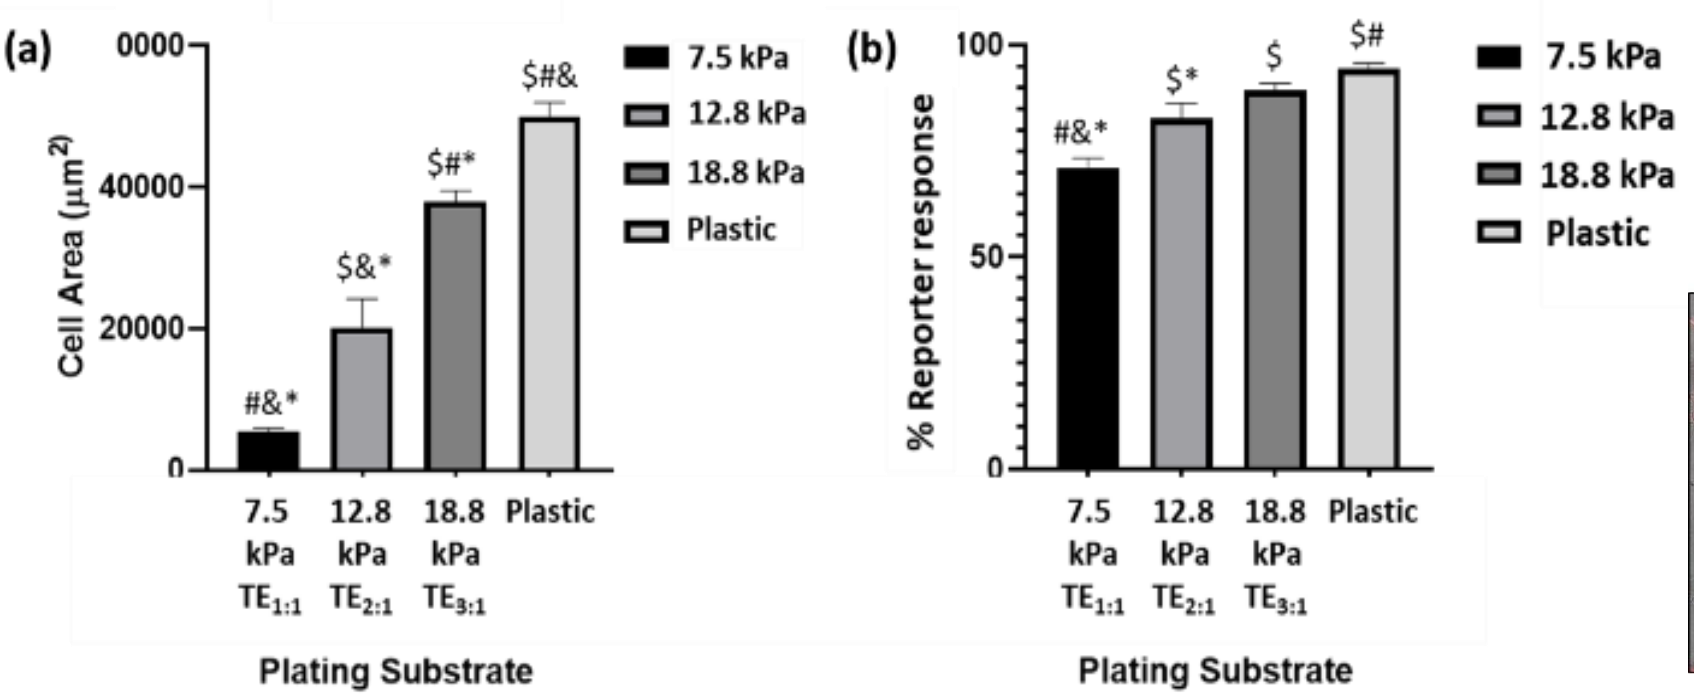 (a)
0000
40000
20000
0
Cell Area (μm²)
#&*
$&*
$#*
$#&
7.5 kPa
12.8 kPa
18.8 kPa
Plastic
7.5 kPa TE1:1
12.8 kPa TE2:1
18.8 kPa TE3:1
Plastic
Plating Substrate
(b)
100
50
0
% Reporter response
#&*
$*
$
$#
7.5 kPa
12.8 kPa
18.8 kPa
Plastic
7.5 kPa TE1:1
12.8 kPa TE2:1
18.8 kPa TE3:1
Plastic
Plating Substrate